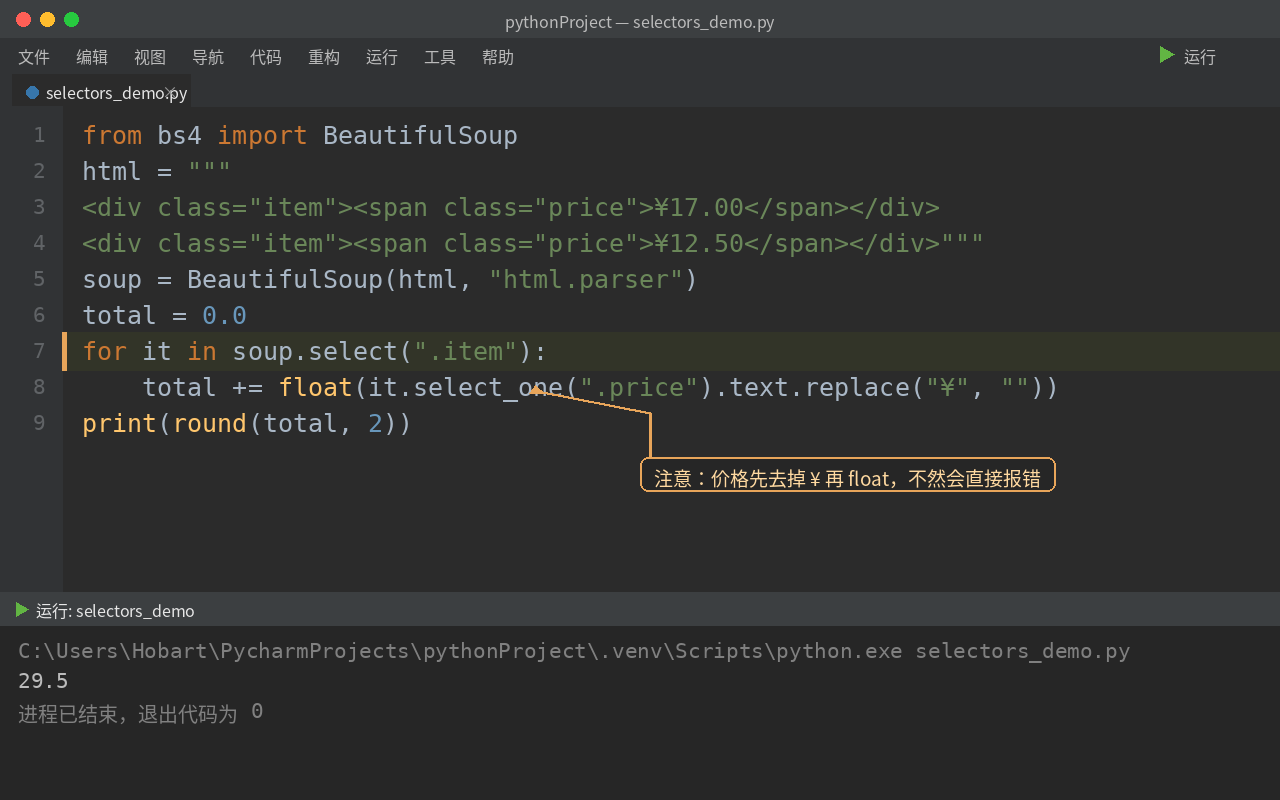 pythonProject — selectors_demo.py
文件 编辑 视图 导航 代码 重构 运行 工具 帮助 运行
selectors_demo.py
1 from bs4 import BeautifulSoup
2 html = """
3 <div class="item"><span class="price">¥17.00</span></div>
4 <div class="item"><span class="price">¥12.50</span></div>"""
5 soup = BeautifulSoup(html, "html.parser")
6 total = 0.0
7 for it in soup.select(".item"):
8     total += float(it.select_one(".price").text.replace("¥", ""))
9 print(round(total, 2))
注意：价格先去掉 ¥ 再 float，不然会直接报错
运行: selectors_demo
C:\Users\Hobart\PycharmProjects\pythonProject\.venv\Scripts\python.exe selectors_demo.py
29.5
进程已结束，退出代码为 0